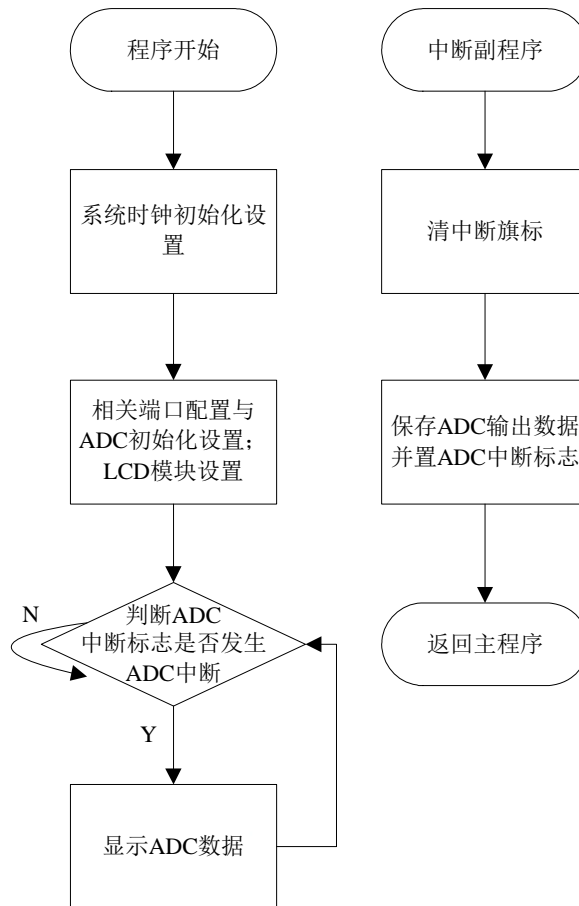 程序开始
系统时钟初始化设
置
相关端口配置与
ADC初始化设置；
LCD模块设置
N
判断ADC
中断标志是否发生
ADC中断
Y
显示ADC数据
中断副程序
清中断旗标
保存ADC输出数据
并置ADC中断标志
返回主程序